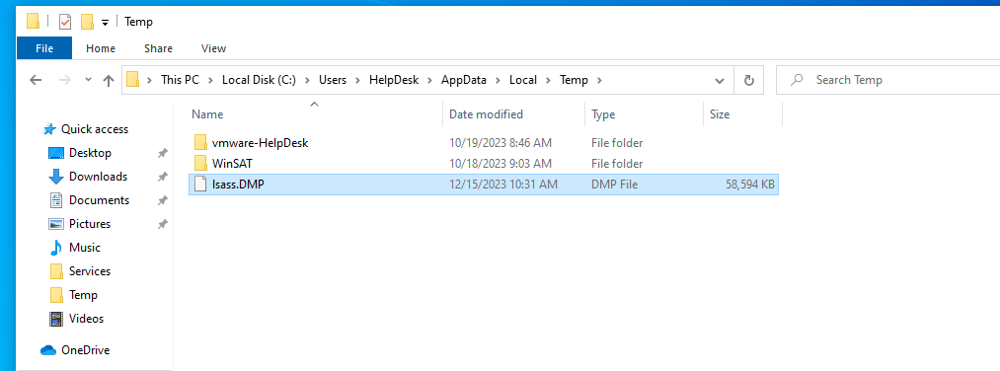 Temp
File Home Share View
This PC Local Disk (C:) Users HelpDesk AppData Local Temp Search Temp
Name Date modified Type Size
Quick access
Desktop
Downloads
Documents
Pictures
Music
Services
Temp
Videos
OneDrive
vmware-HelpDesk 10/19/2023 8:46 AM File folder
WinSAT 10/18/2023 9:03 AM File folder
lsass.DMP 12/15/2023 10:31 AM DMP File 58,594 KB